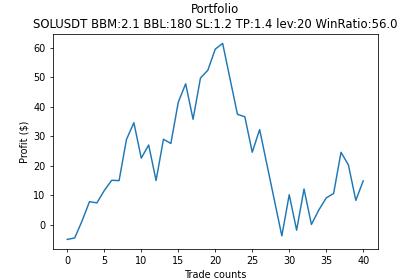 Portfolio
SOLUSDT BBM:2.1 BBL:180 SL:1.2 TP:1.4 lev:20 WinRatio:56.0
Profit ($)
60
50
40
30
20
10
0
0 5 10 15 20 25 30 35 40
Trade counts